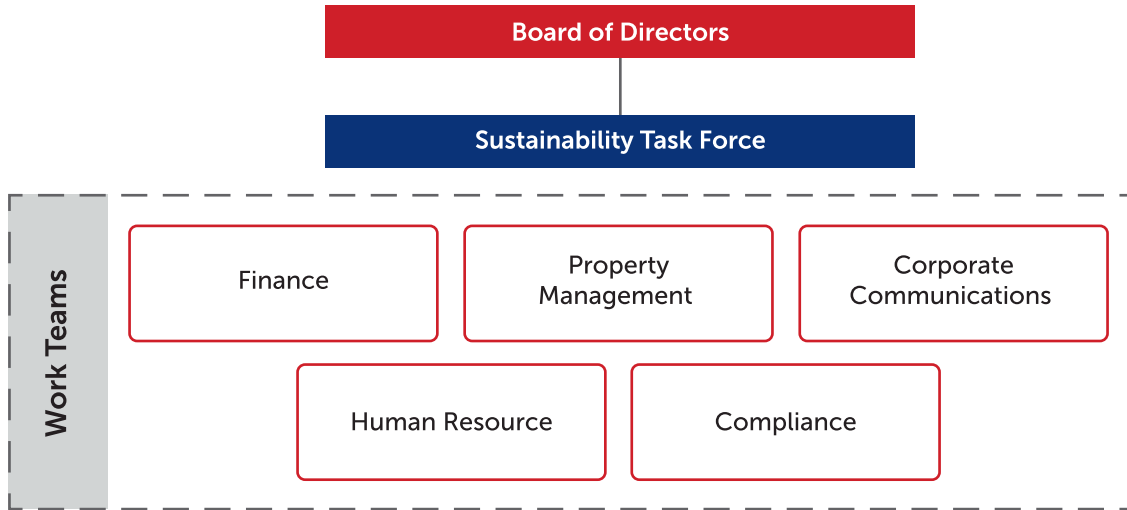 Board of Directors
Sustainability Task Force
Work Teams
Finance
Property
Management
Corporate
Communications
Human Resource
Compliance